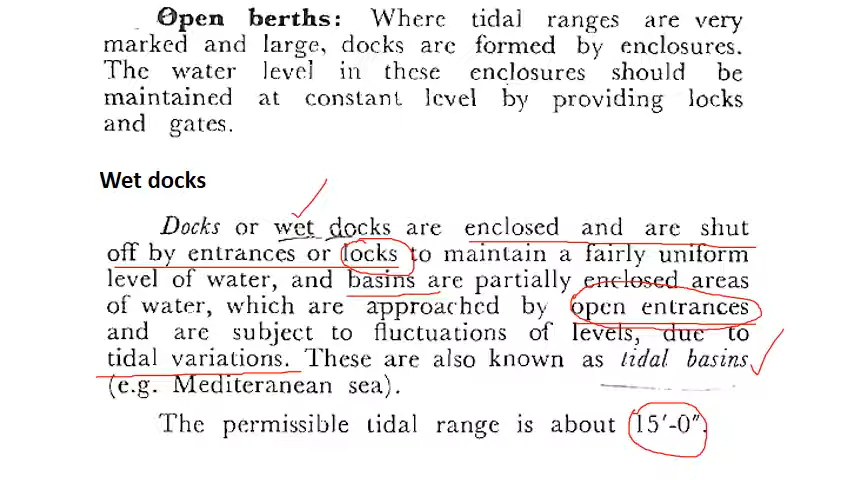 Open berths: Where tidal ranges are very
marked and large, docks are formed by enclosures.
The water level in these enclosures should be
maintained at constant level by providing locks
and gates.
Wet docks
Docks or wet docks are enclosed and are shut
off by entrances or locks to maintain a fairly uniform
level of water, and basins are partially enclosed areas
of water, which are approached by open entrances
and are subject to fluctuations of levels, due to
tidal variations. These are also known as tidal basins
(e.g. Mediteranean sea).
The permissible tidal range is about 15'-0".